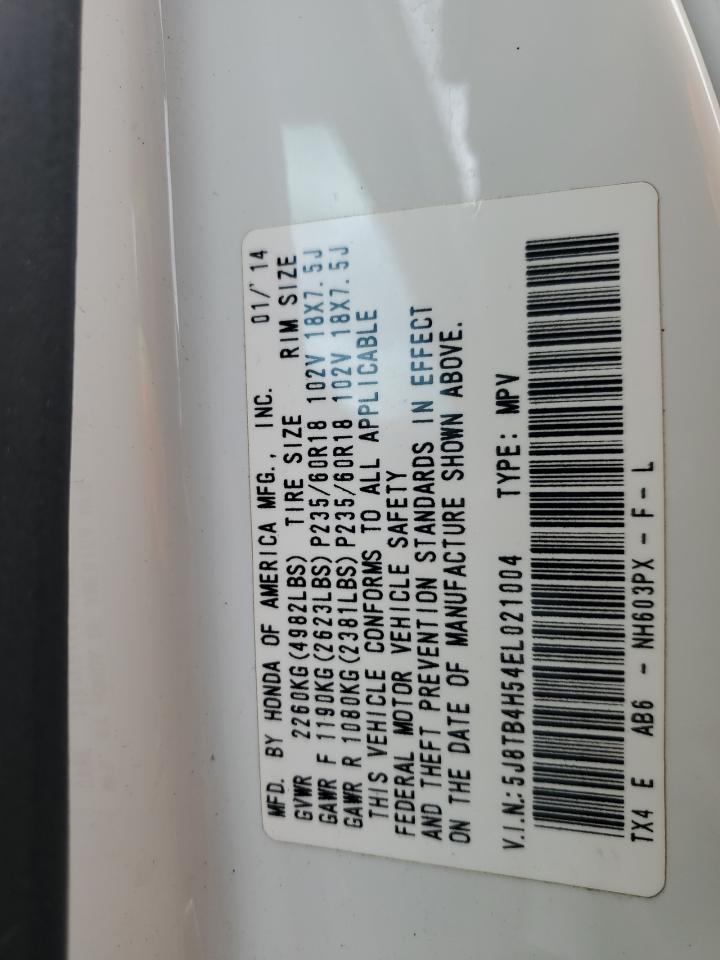 MFD. BY HONDA OF AMERICA MFG., INC. 01/'14
GVWR 2260KG(4982LBS) TIRE SIZE RIM SIZE
GAWR F 1190KG(2623LBS)P235/60R18 102V 18X7.5J
GAWR R 1080KG(2381LBS)P235/60R18 102V 18X7.5J
THIS VEHICLE CONFORMS TO ALL APPLICABLE
FEDERAL MOTOR VEHICLE SAFETY
AND THEFT PREVENTION STANDARDS IN EFFECT
ON THE DATE OF MANUFACTURE SHOWN ABOVE.
V.I.N.:5J8TB4H54EL021004 TYPE: MPV
TX4 E AB6 - NH603PX - F - L